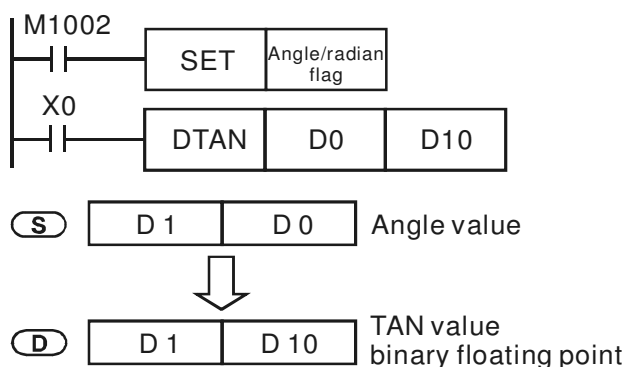 M1002
SET Angle/radian flag
X0
DTAN D0 D10
S D 1 D 0 Angle value
D D 1 D 10 TAN value
binary floating point